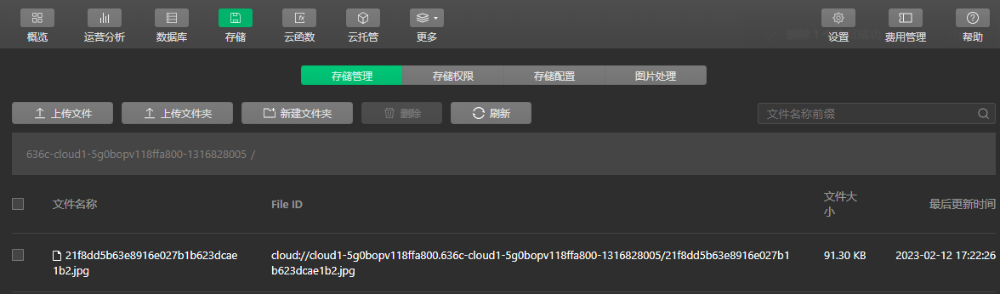 概览 运营分析 数据库 存储 云函数 云托管 更多 设置 费用管理 帮助
存储管理 存储权限 存储配置 图片处理
上传文件 上传文件夹 新建文件夹 删除 刷新 文件名称前缀
636c-cloud1-5g0bopv118ffa800-1316828005 /
文件名称 File ID 文件大小 最后更新时间
21f8dd5b63e8916e027b1b623dcae cloud://cloud1-5g0bopv118ffa800.636c-cloud1-5g0bopv118ffa800-1316828005/21f8dd5b63e8916e027b1 91.30 KB 2023-02-12 17:22:26
1b2.jpg b623dcae1b2.jpg